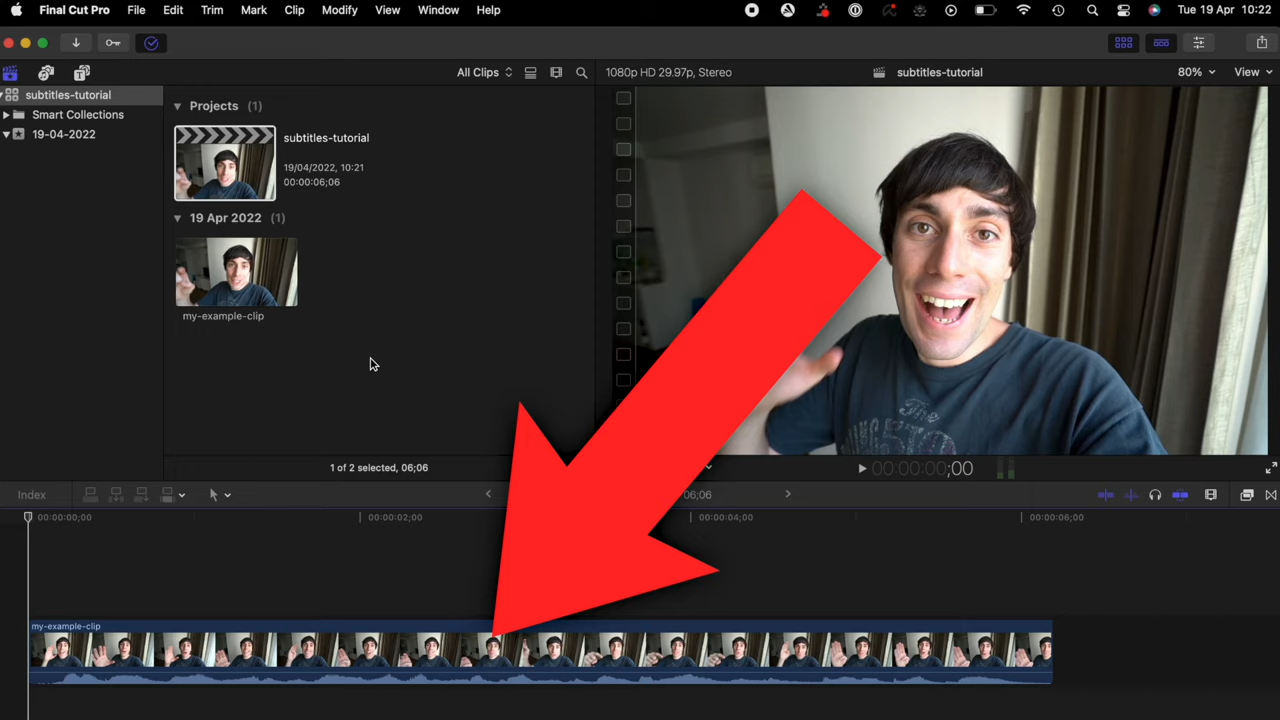 Final Cut Pro File Edit Trim Mark Clip Modify View Window Help Tue 19 Apr 10:22
All Clips 1080p HD 29.97p, Stereo subtitles-tutorial 80% View
subtitles-tutorial
Smart Collections
19-04-2022
Projects (1)
subtitles-tutorial
19/04/2022, 10:21
00:00:06;06
19 Apr 2022 (1)
my-example-clip
The
1 of 2 selected, 06;06
00:00:00;00
Index
06;06
00:00:00;00 00:00:02;00 00:00:04;00 00:00:06;00
my-example-clip